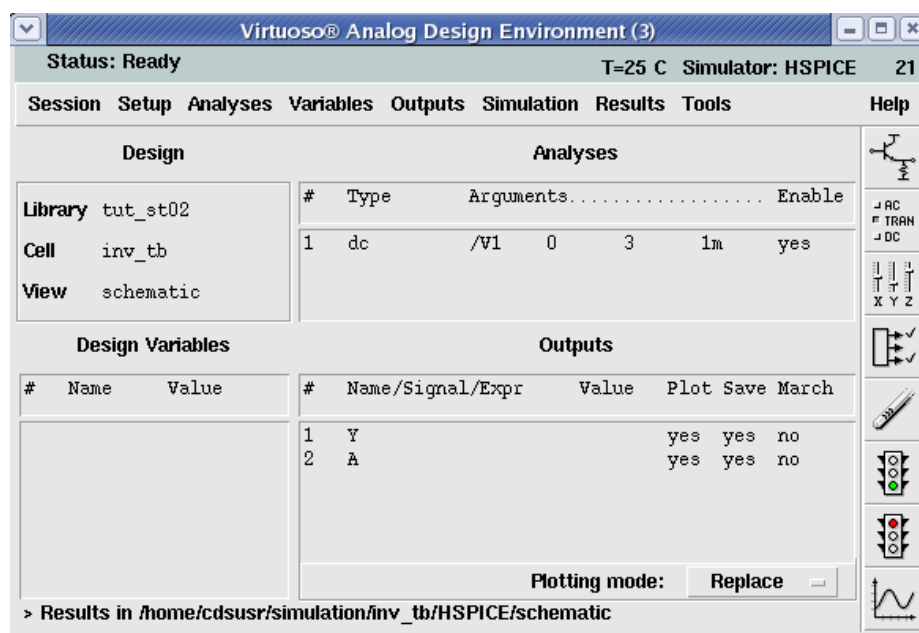 Virtuoso® Analog Design Environment (3)
Status: Ready T=25 C Simulator: HSPICE 21
Session Setup Analyses Variables Outputs Simulation Results Tools Help
Design
Library tut_st02
Cell inv_tb
View schematic
Analyses
# Type Arguments................... Enable
1 dc /V1 0 3 1m yes
Design Variables
# Name Value
Outputs
# Name/Signal/Expr Value Plot Save March
1 Y yes yes no
2 A yes yes no
Plotting mode: Replace
> Results in /home/cdsusr/simulation/inv_tb/HSPICE/schematic
AC
TRAN
DC
X Y Z